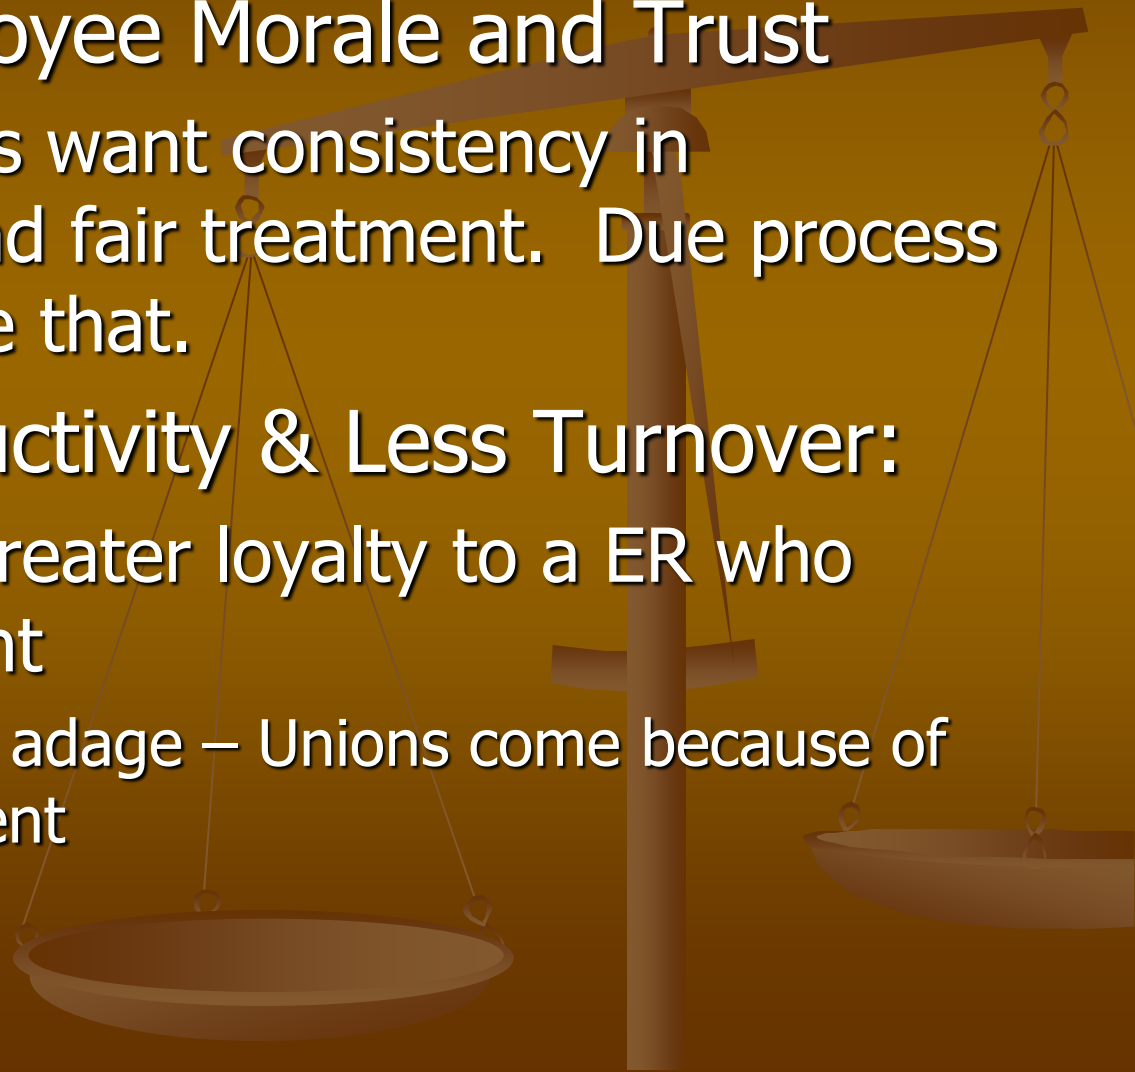 oyee Morale and Trust
s want consistency in
d fair treatment.  Due process
e that.
uctivity & Less Turnover:
reater loyalty to a ER who
nt
adage – Unions come because of
ent